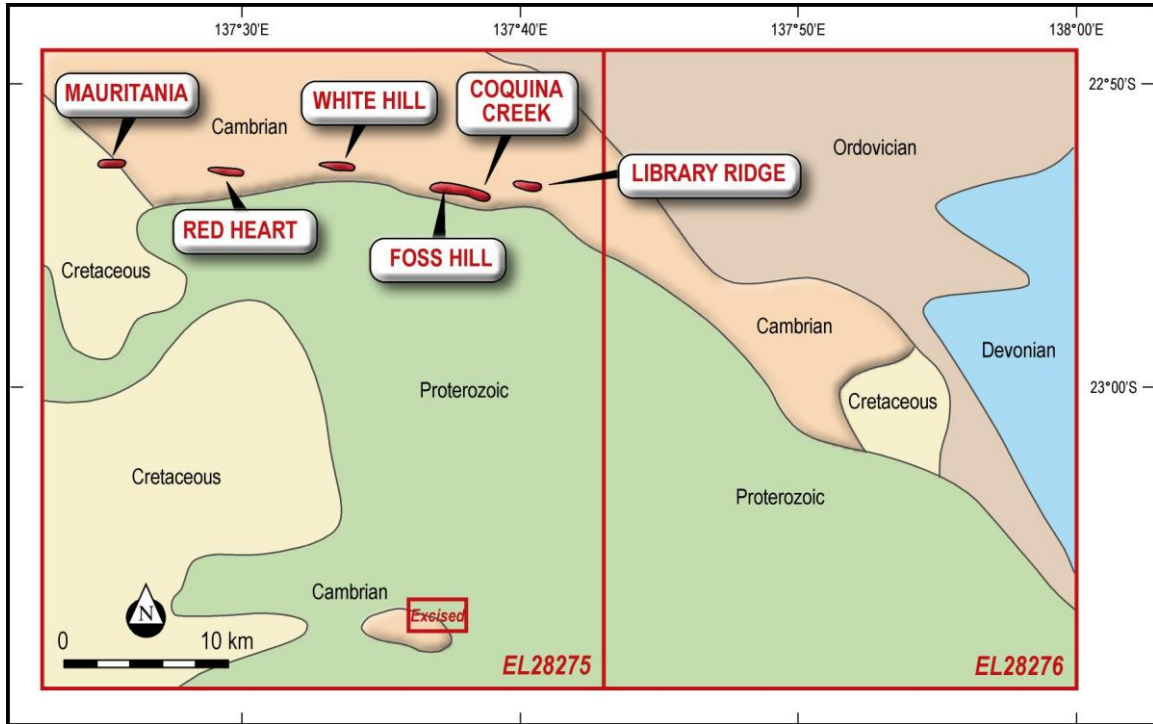 137°30'E
137°40'E
137°50'E
138°00'E
22°50'S
MAURITANIA
WHITE HILL
COQUINA
CREEK
Cambrian
Ordovician
LIBRARY RIDGE
RED HEART
FOSS HILL
Cretaceous
Cambrian
Devonian
Proterozoic
23°00'S
Cretaceous
Cretaceous
Proterozoic
Cambrian
N
Excised
0 10 km
EL28275
EL28276